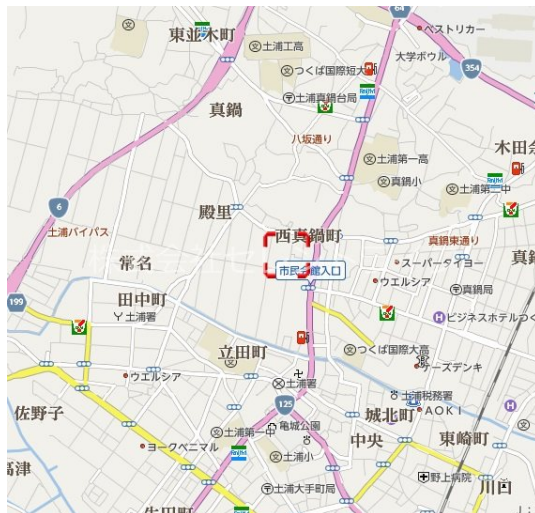 64
ベストリカー
東並木町
土浦工高
大学ボウル
354
つくば国際短大
土浦真鍋台局
真鍋
八坂通り
木田余
土浦第一高
真鍋小
土浦第二中
6
殿里
西真鍋町
土浦バイパス
真鍋東通り
常名
スーパータイヨー
市民会館入口
ウエルシア
199
田中町
真鍋局
土浦署
ビジネスホテルつく
立田町
つくば国際大高
ケーズデンキ
ウエルシア
土浦署
土浦税務署
125
佐野子
城北町
AOKI
土浦第一中
亀城公園
中央
東崎町
ヨークベニマル
高津
土浦小
野上病院
土浦大手町局
川口
生田町